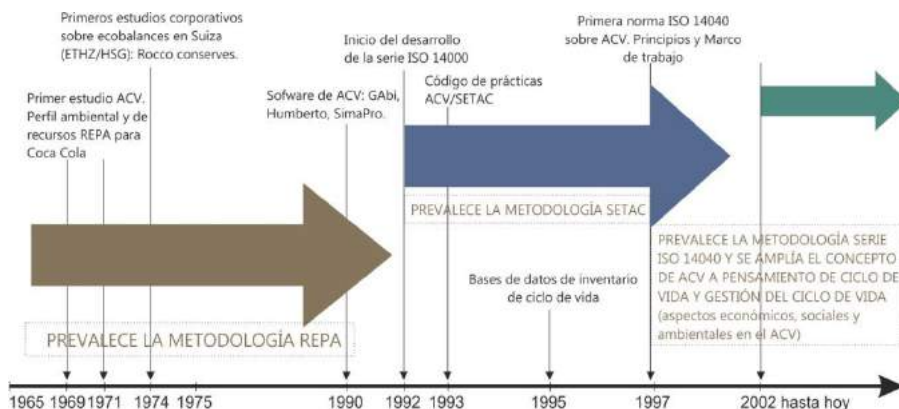 Primeros estudios corporativos
sobre ecobalances en Suiza
(ETHZ/HSG): Rocco conserves.
Primer estudio ACV.
Perfil ambiental y de
recursos REPA para
Coca Cola
Sofware de ACV: GAbi,
Humberto, SimaPro.
Inicio del desarrollo
de la serie ISO 14000
Código de prácticas
ACV/SETAC
Primera norma ISO 14040
sobre ACV. Principios y Marco
de trabajo
PREVALECE LA METODOLOGÍA REPA
PREVALECE LA METODOLOGÍA SETAC
Bases de datos de inventario
de ciclo de vida
PREVALECE LA METODOLOGÍA SERIE
ISO 14040 Y SE AMPLÍA EL CONCEPTO
DE ACV A PENSAMIENTO DE CICLO DE
VIDA Y GESTIÓN DEL CICLO DE VIDA
(aspectos económicos, sociales y
ambientales en el ACV)
1965 1969 1971 1974 1975 1990 1992 1993 1995 1997 2002 hasta hoy